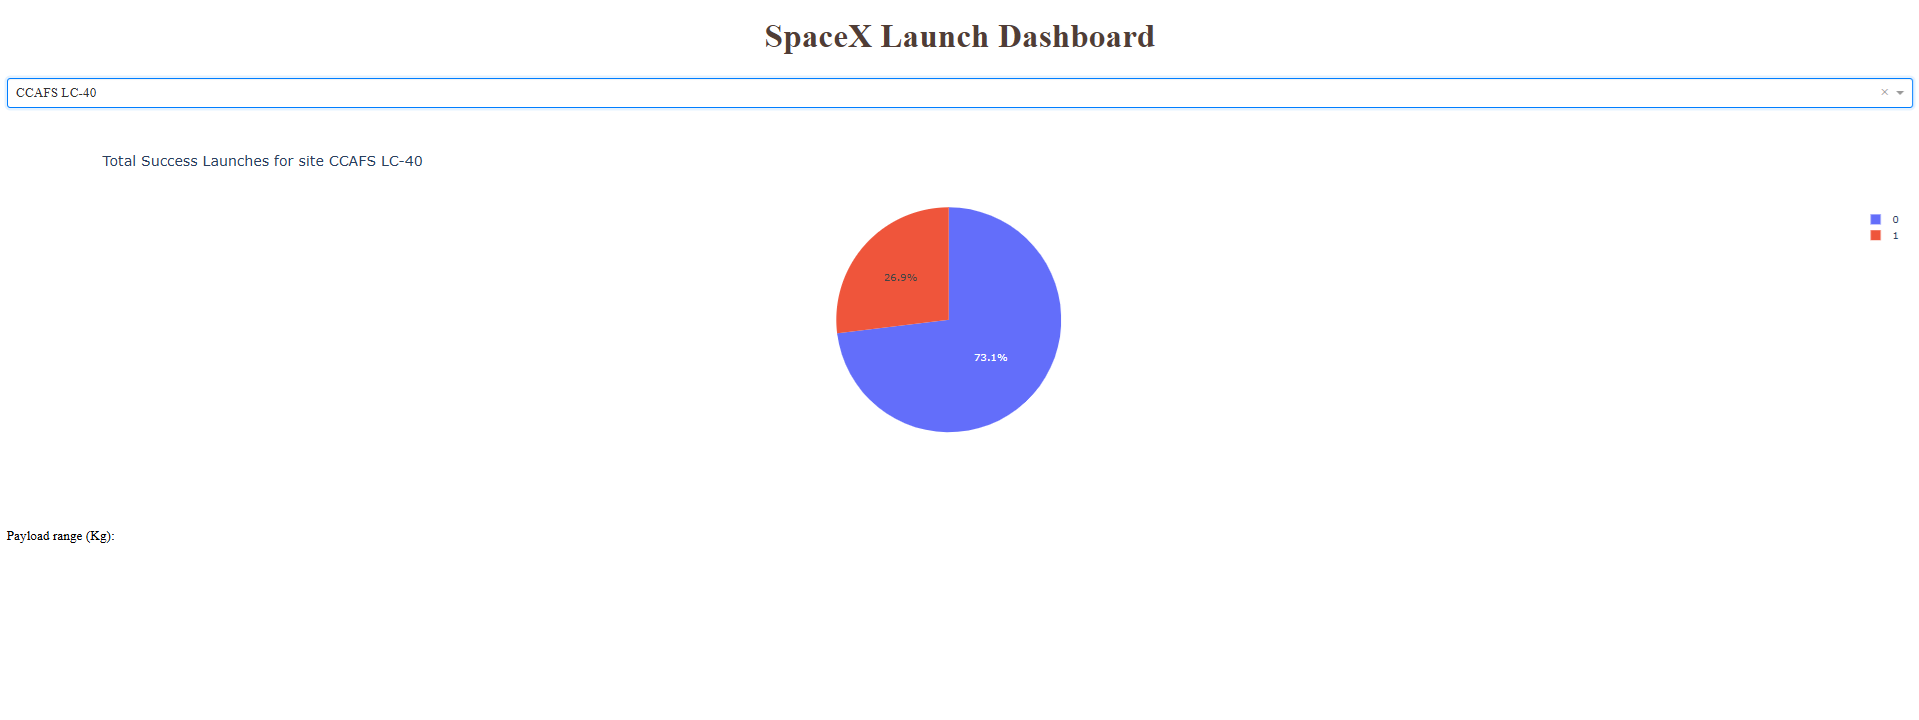 SpaceX Launch Dashboard
CCAFS LC-40
Total Success Launches for site CCAFS LC-40
0
1
26.9%
73.1%
Payload range (Kg):